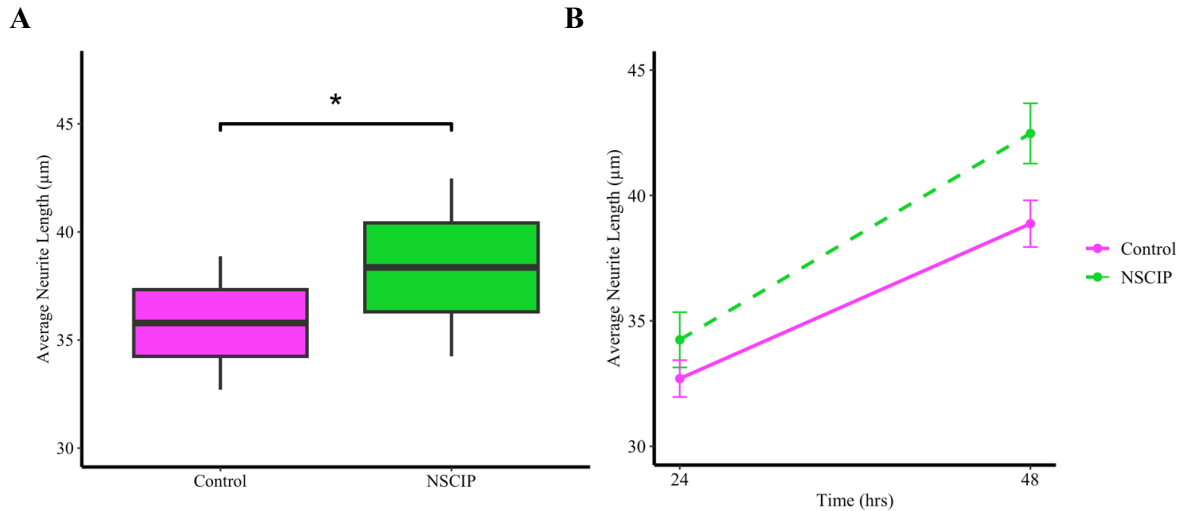 A
Average Neurite Length (µm)
45
40
35
30
*
Control
NSCIP
B
Average Neurite Length (µm)
45
40
35
30
24
48
Time (hrs)
Control
NSCIP